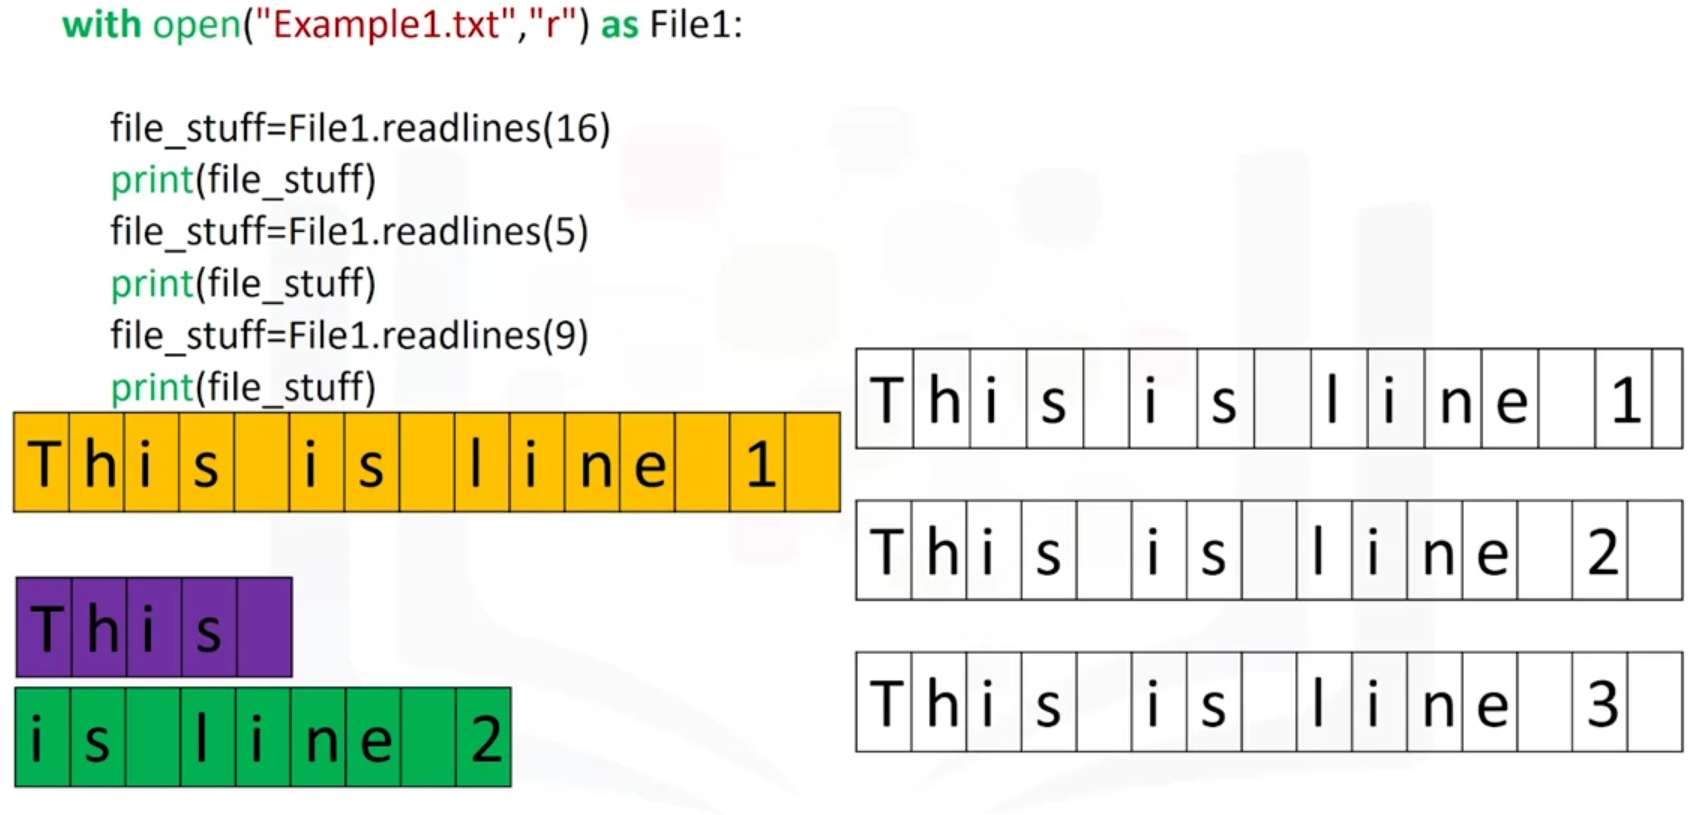 with open("Example1.txt","r") as File1:
file_stuff=File1.readlines(16)
print(file_stuff)
file_stuff=File1.readlines(5)
print(file_stuff)
file_stuff=File1.readlines(9)
print(file_stuff)
This is line 1
This
is line 2
This is line 1
This is line 2
This is line 3